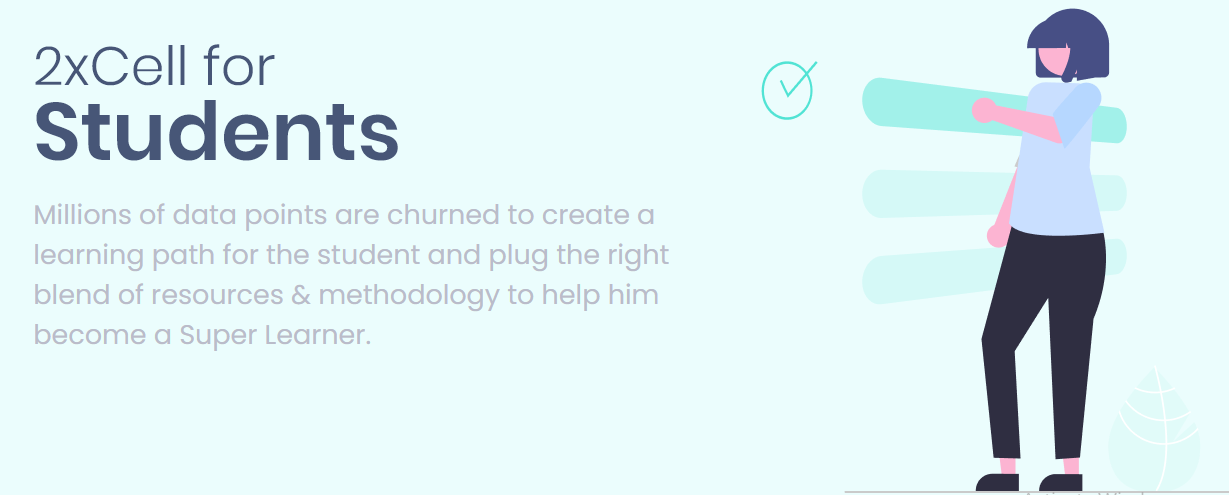 2xCell for
Students
Millions of data points are churned to create a
learning path for the student and plug the right
blend of resources & methodology to help him
become a Super Learner.